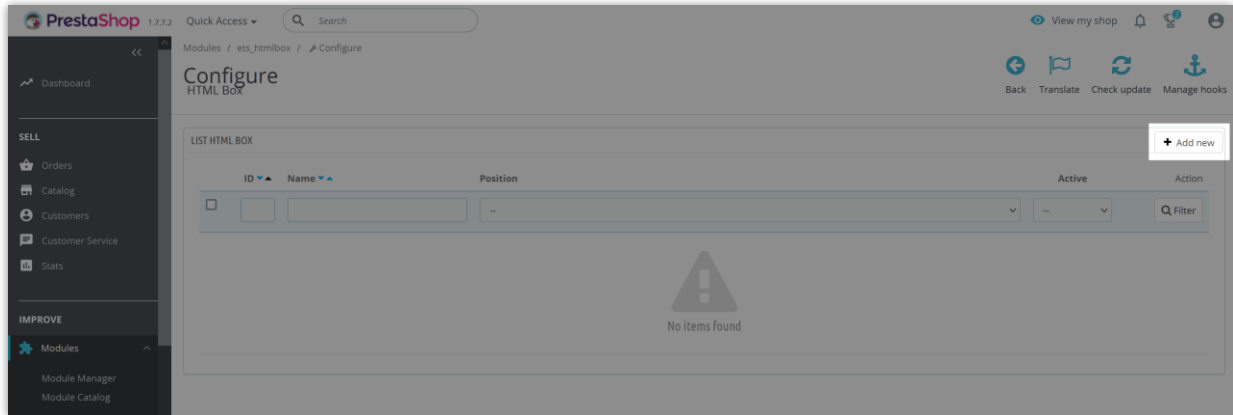 PrestaShop 1.7.7.2 Quick Access Search View my shop 2
Modules / ets_htmlbox / Configure
Configure
HTML Box
Back Translate Check update Manage hooks
Dashboard
SELL
Orders
Catalog
Customers
Customer Service
Stats
IMPROVE
Modules
Module Manager
Module Catalog
LIST HTML BOX
+ Add new
ID Name Position Active Action
-- -- Filter
No items found